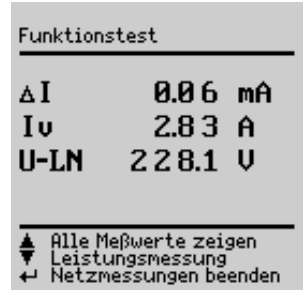 Funktionstest
ΔI 0.06 mA
Iv 2.83 A
U-LN 228.1 V
▲ Alle Meßwerte zeigen
▼ Leistungsmessung
↵ Netzmessungen beenden